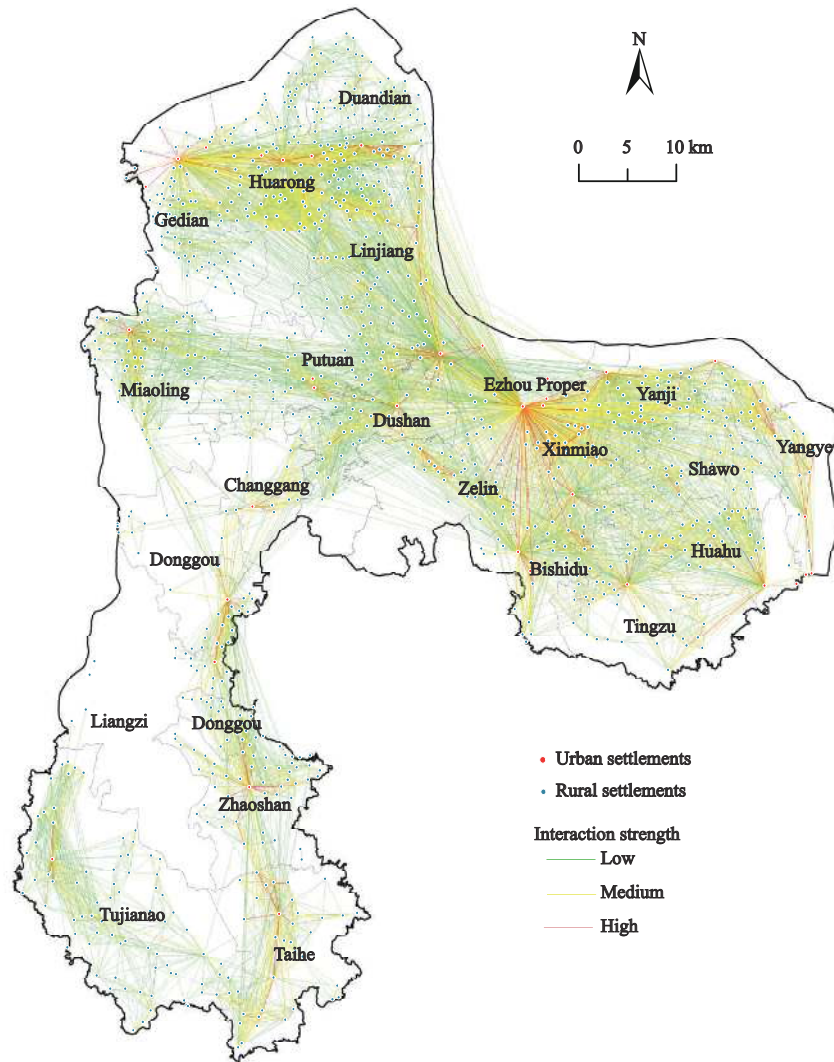 N
Duandian
0 5 10 km
Huarong
Gedian
Linjiang
Putuan
Miaoling
Ezhou Proper
Yanji
Dushan
Xinmiao
Yangye
Shawo
Changgang
Zelin
Donggou
Huahu
Bishidu
Tingzu
Liangzi
Donggou
Urban settlements
Rural settlements
Zhaoshan
Interaction strength
Low
Medium
Tujianao
High
Taihe